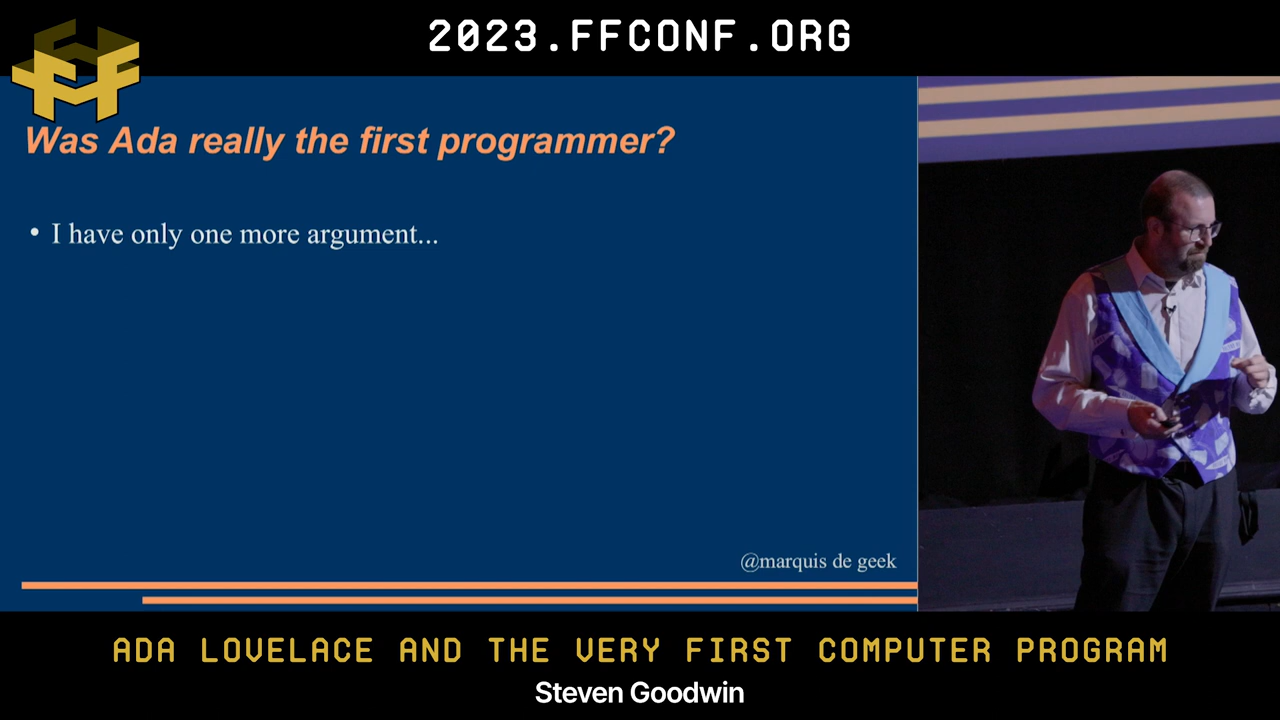 2023.FFCONF.ORG
Was Ada really the first programmer?
• I have only one more argument...
@marquis de geek
ADA LOVELACE AND THE VERY FIRST COMPUTER PROGRAM
Steven Goodwin